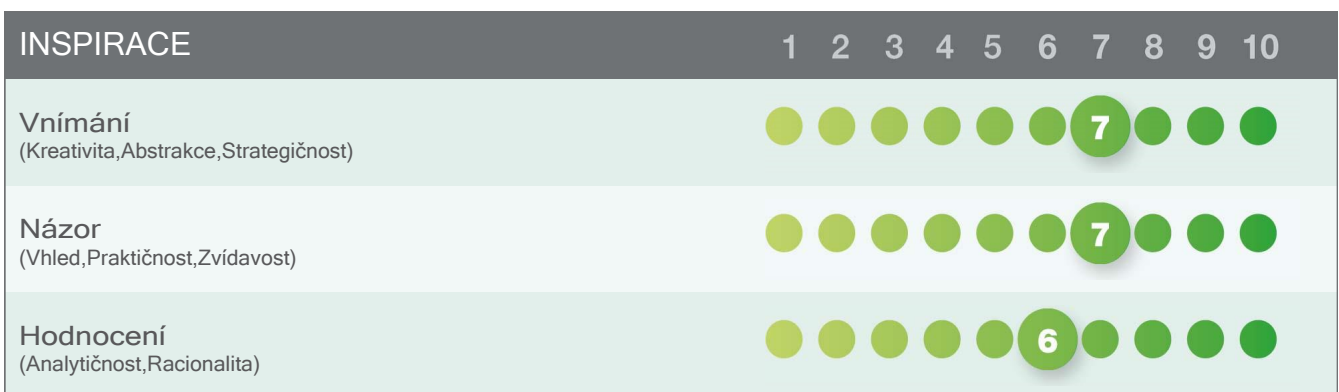 INSPIRACE 1 2 3 4 5 6 7 8 9 10
Vnímání
(Kreativita,Abstrakce,Strategičnost)
7
Názor
(Vhled,Praktičnost,Zvídavost)
7
Hodnocení
(Analytičnost,Racionalita)
6